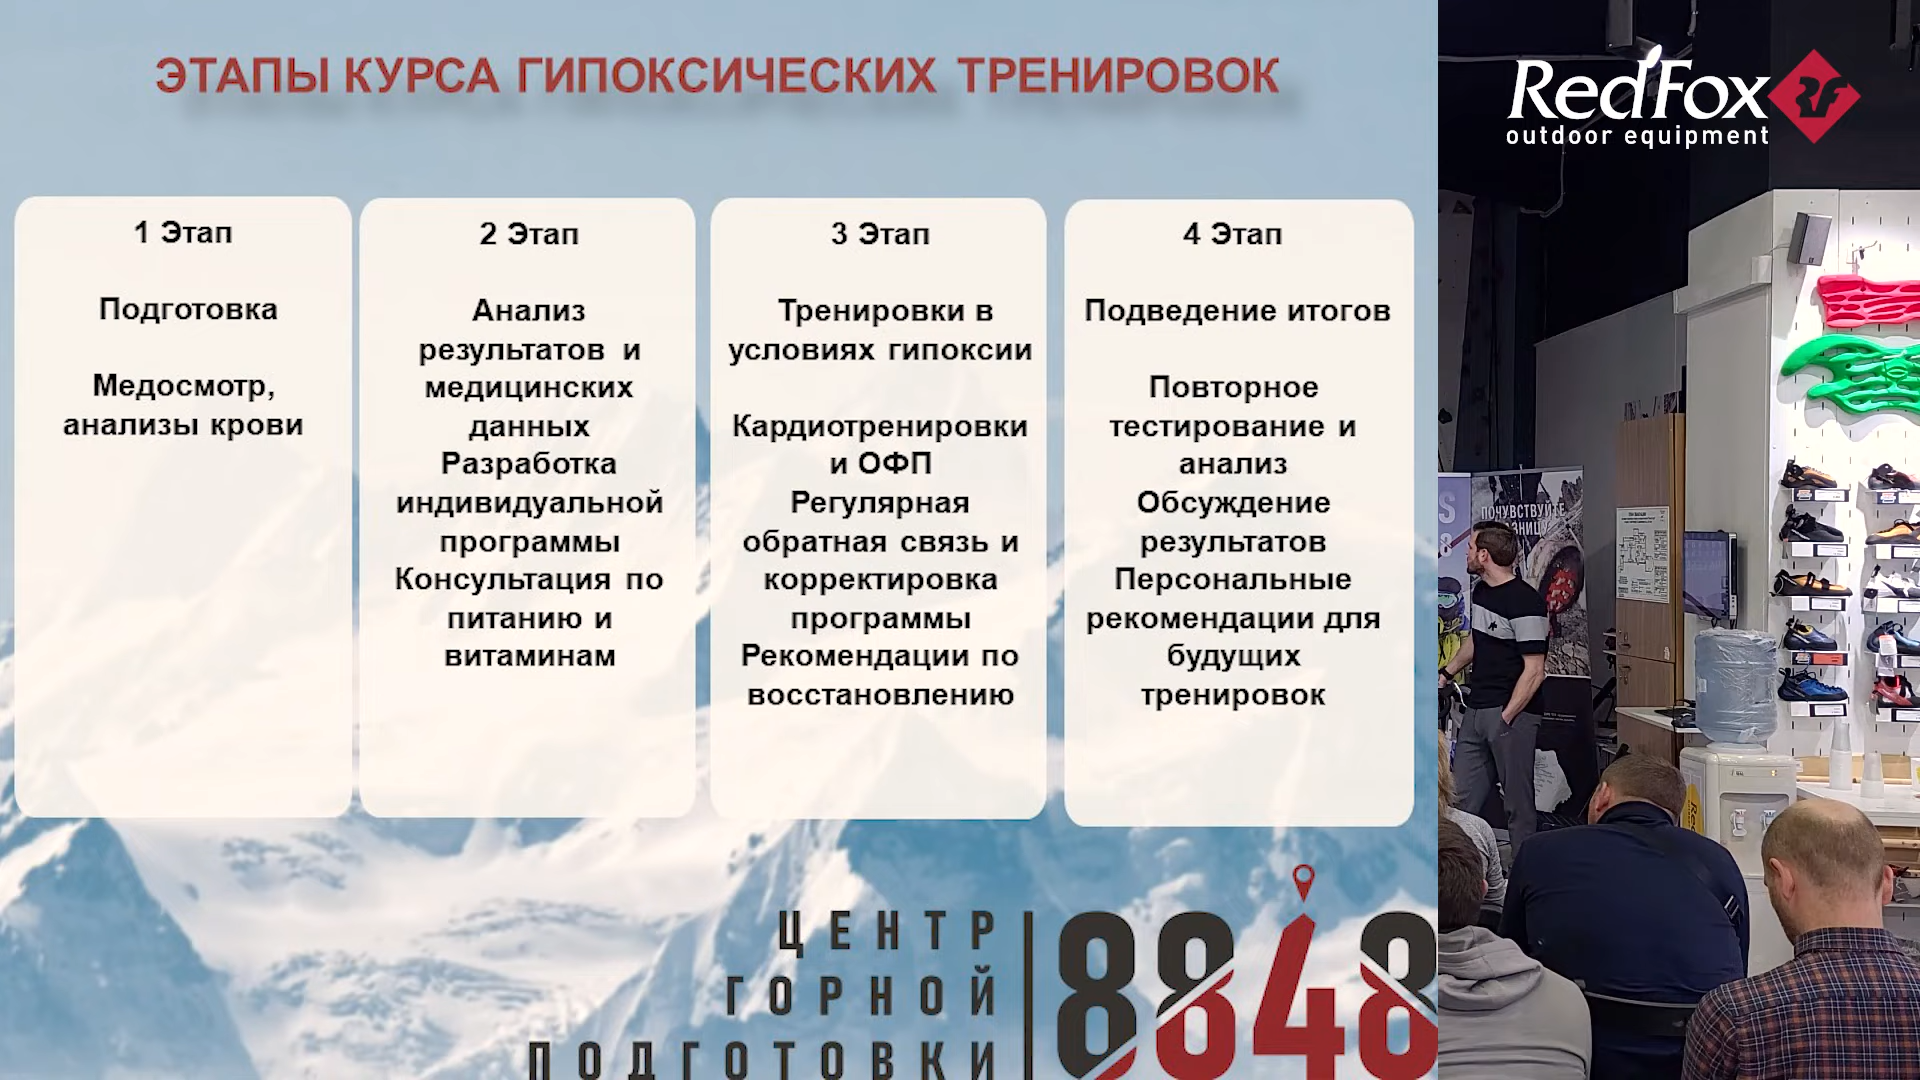 ЭТАПЫ КУРСА ГИПОКСИЧЕСКИХ ТРЕНИРОВОК
1 Этап
Подготовка
Медосмотр,
анализы крови
2 Этап
Анализ
результатов и
медицинских
данных
Разработка
индивидуальной
программы
Консультация по
питанию и
витаминам
3 Этап
Тренировки в
условиях гипоксии
Кардиотренировки
и ОФП
Регулярная
обратная связь и
корректировка
программы
Рекомендации по
восстановлению
4 Этап
Подведение итогов
Повторное
тестирование и
анализ
Обсуждение
результатов
Персональные
рекомендации для
будущих
тренировок
ЦЕНТР
ГОРНОЙ
ПОДГОТОВКИ
8848
RedFox
outdoor equipment
ПОЧУВСТВУЙТЕ